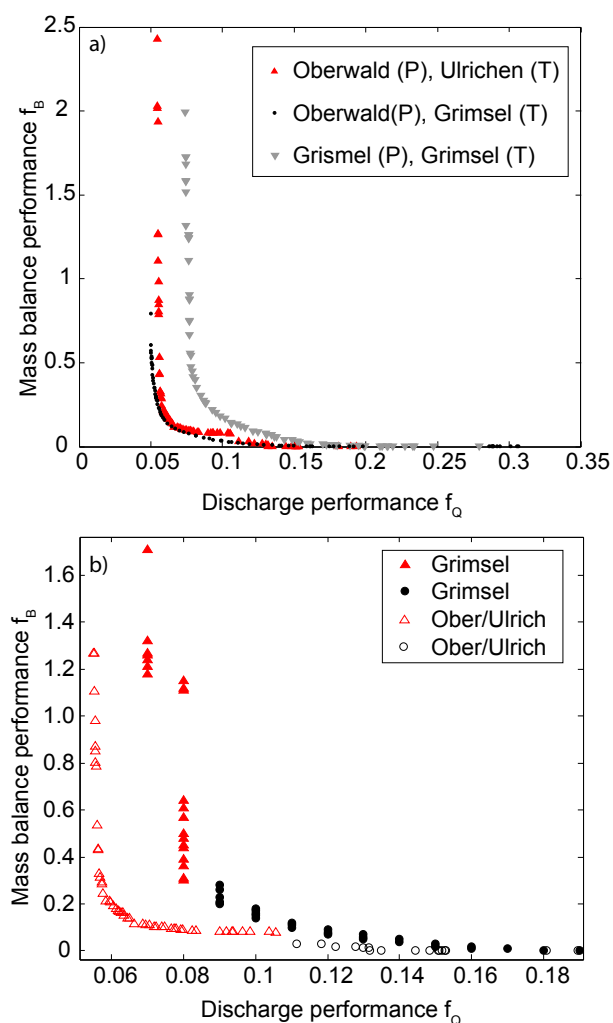 a)
2.5
2
1.5
1
0.5
0
Mass balance performance f_B
Oberwald (P), Ulrichen (T)
Oberwald(P), Grimsel (T)
Grismel (P), Grimsel (T)
0 0.05 0.1 0.15 0.2 0.25 0.3 0.35
Discharge performance f_Q
b)
1.6
1.4
1.2
1.0
0.8
0.6
0.4
0.2
0
Mass balance performance f_B
Grimsel
Grimsel
Ober/Ulrich
Ober/Ulrich
0.06 0.08 0.1 0.12 0.14 0.16 0.18
Discharge performance f_Q